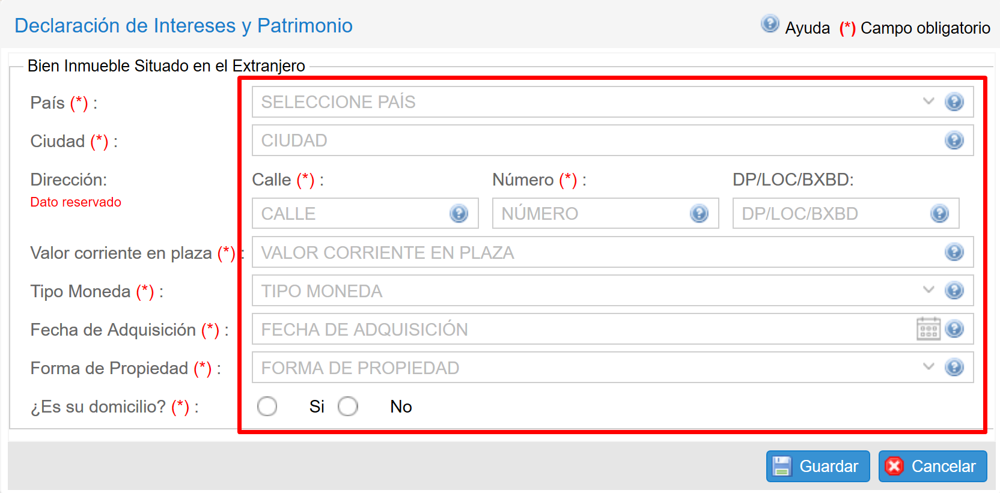 Declaración de Intereses y Patrimonio
Ayuda (*) Campo obligatorio
Bien Inmueble Situado en el Extranjero
País (*) : SELECCIONE PAÍS
Ciudad (*) : CIUDAD
Dirección: Calle (*) : Número (*) : DP/LOC/BXBD:
Dato reservado
CALLE NÚMERO DP/LOC/BXBD
Valor corriente en plaza (*) : VALOR CORRIENTE EN PLAZA
Tipo Moneda (*) : TIPO MONEDA
Fecha de Adquisición (*) : FECHA DE ADQUISICIÓN
Forma de Propiedad (*) : FORMA DE PROPIEDAD
¿Es su domicilio? (*) : Si No
Guardar Cancelar